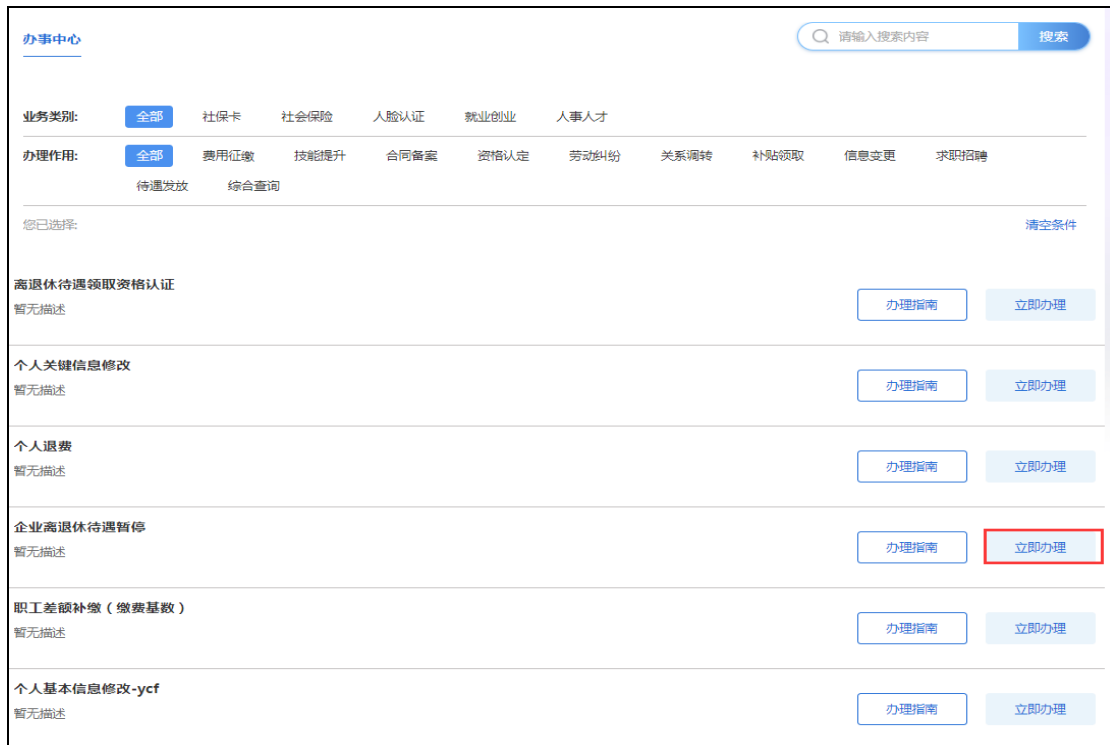 办事中心
请输入搜索内容 搜索
业务类别: 全部 社保卡 社会保险 人脸认证 就业创业 人事人才
办理作用: 全部 费用征缴 技能提升 合同备案 资格认定 劳动纠纷 关系调转 补贴领取 信息变更 求职招聘
待遇发放 综合查询
您已选择: 清空条件
离退休待遇领取资格认证
暂无描述 办理指南 立即办理
个人关键信息修改
暂无描述 办理指南 立即办理
个人退费
暂无描述 办理指南 立即办理
企业离退休待遇暂停
暂无描述 办理指南 立即办理
职工差额补缴（缴费基数）
暂无描述 办理指南 立即办理
个人基本信息修改-ycf
暂无描述 办理指南 立即办理